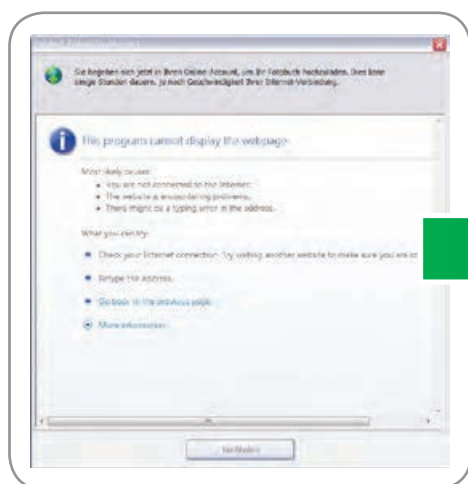 Sie begeben sich jetzt in Ihren Online Account, um Ihr Fotobuch hochzuladen. Dies kann
einige Stunden dauern, je nach Geschwindigkeit Ihrer Internet-Verbindung.
This program cannot display the webpage
Most likely causes:
You are not connected to the Internet.
The website is encountering problems.
There might be a typing error in the address.
What you can try:
Check your Internet connection. Try visiting another website to make sure you are
Retype the address.
Go back to the previous page.
More information